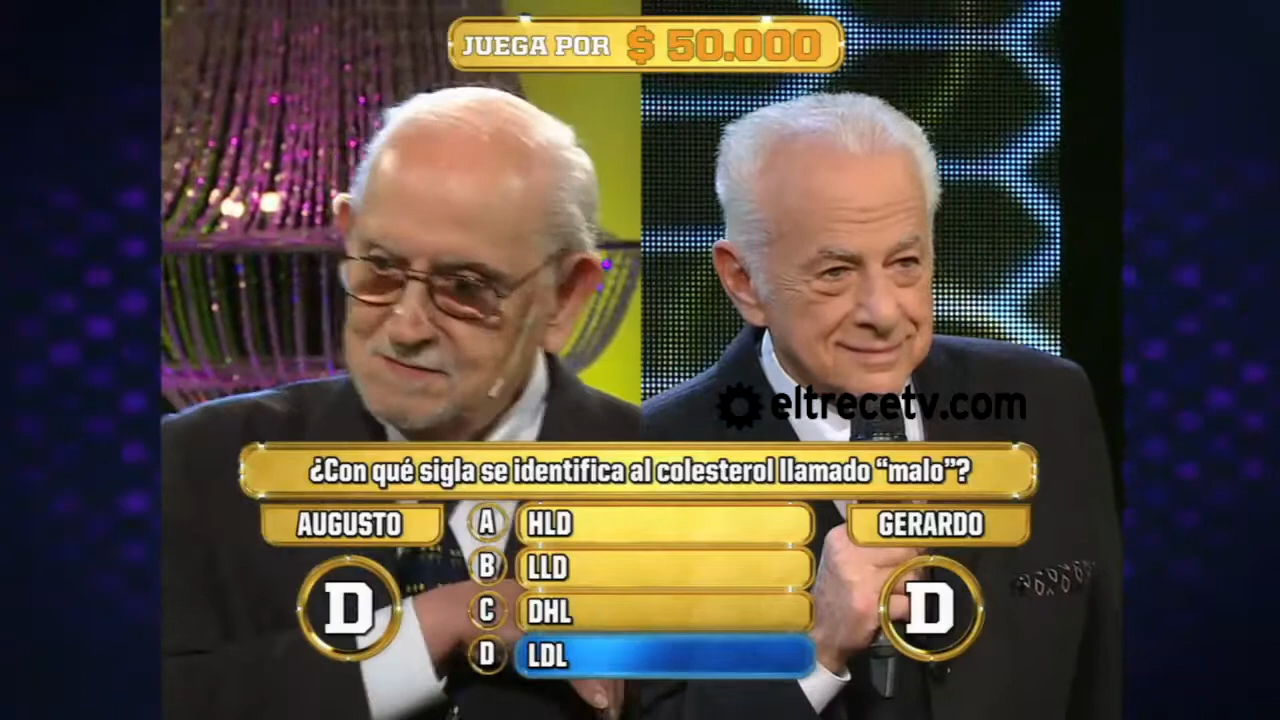 JUEGA POR $ 50.000
eltrecetv.com
¿Con qué sigla se identifica al colesterol llamado “malo”?
AUGUSTO
A HLD
B LLD
C DHL
D LDL
GERARDO
D
D